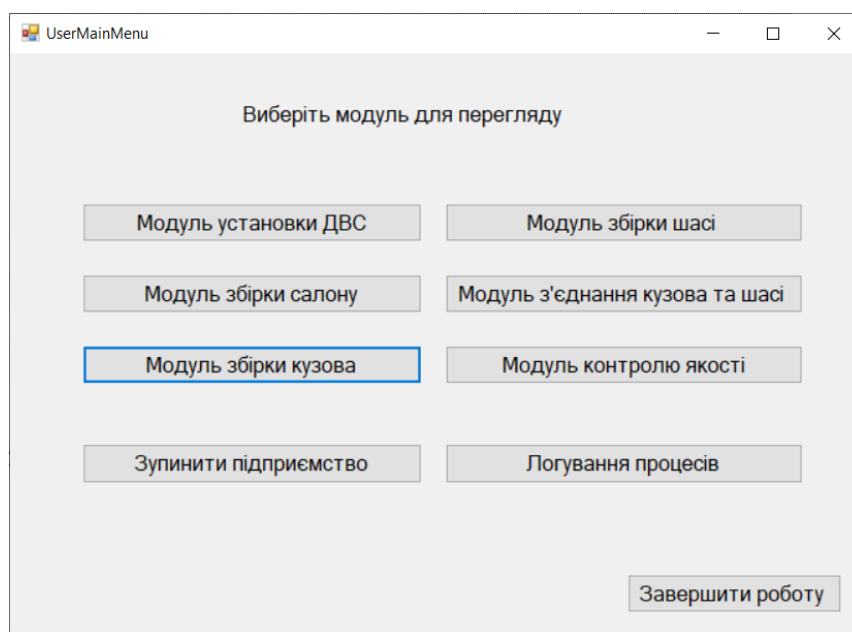 UserMainMenu
Виберіть модуль для перегляду
Модуль установки ДВС
Модуль збірки шасі
Модуль збірки салону
Модуль з'єднання кузова та шасі
Модуль збірки кузова
Модуль контролю якості
Зупинити підприємство
Логування процесів
Завершити роботу